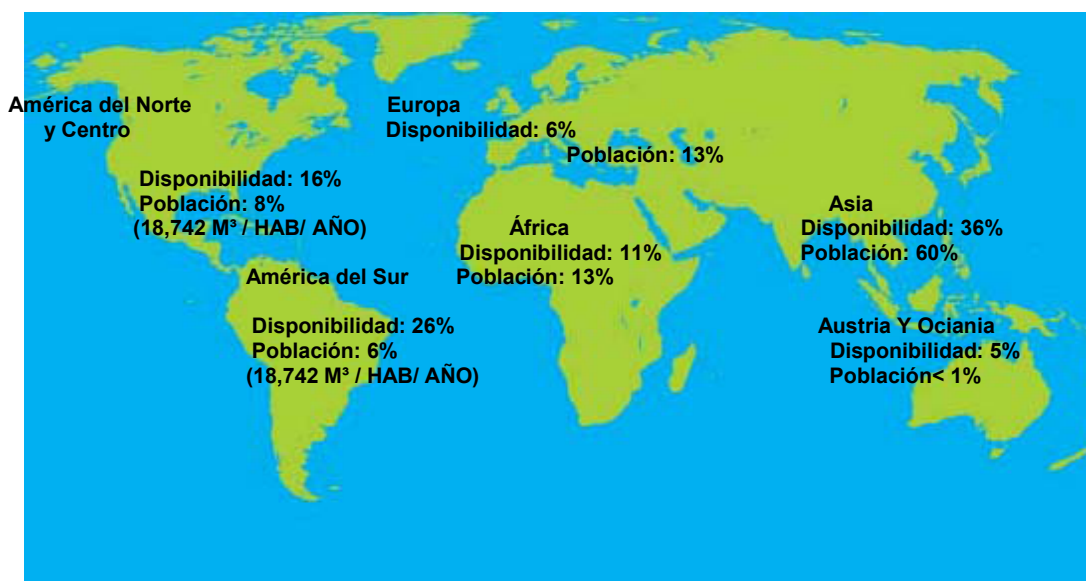 América del Norte
y Centro
Disponibilidad: 16%
Población: 8%
(18,742 M³ / HAB/ AÑO)
América del Sur
Disponibilidad: 26%
Población: 6%
(18,742 M³ / HAB/ AÑO)
Europa
Disponibilidad: 6%
Población: 13%
África
Disponibilidad: 11%
Población: 13%
Asia
Disponibilidad: 36%
Población: 60%
Austria Y Ociania
Disponibilidad: 5%
Población< 1%